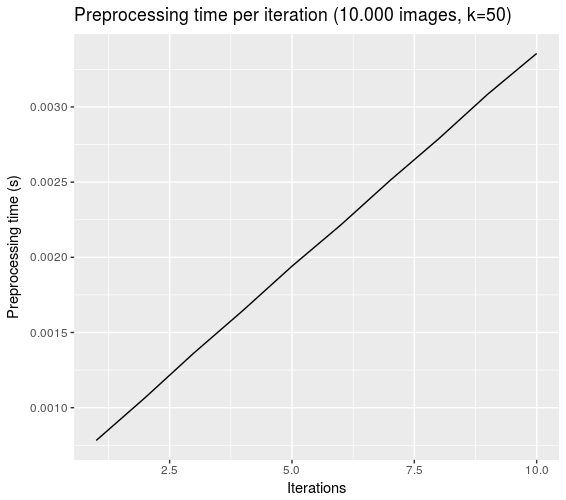 Preprocessing time per iteration (10.000 images, k=50)
Preprocessing time (s)
0.0030
0.0025
0.0020
0.0015
0.0010
2.5 5.0 7.5 10.0
Iterations